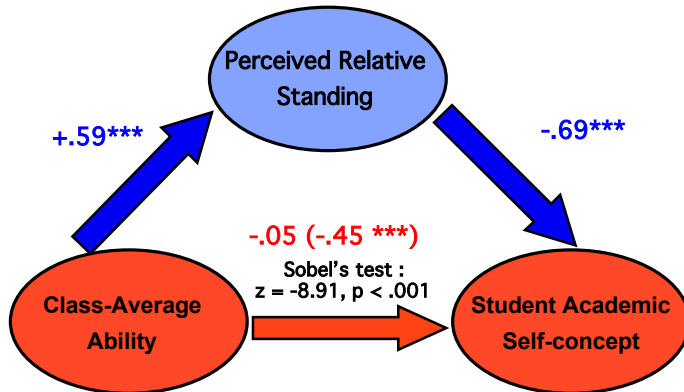 Perceived Relative
Standing
+.59***
-.69***
-.05 (-.45 ***)
Sobel's test :
z = -8.91, p < .001
Class-Average
Ability
Student Academic
Self-concept